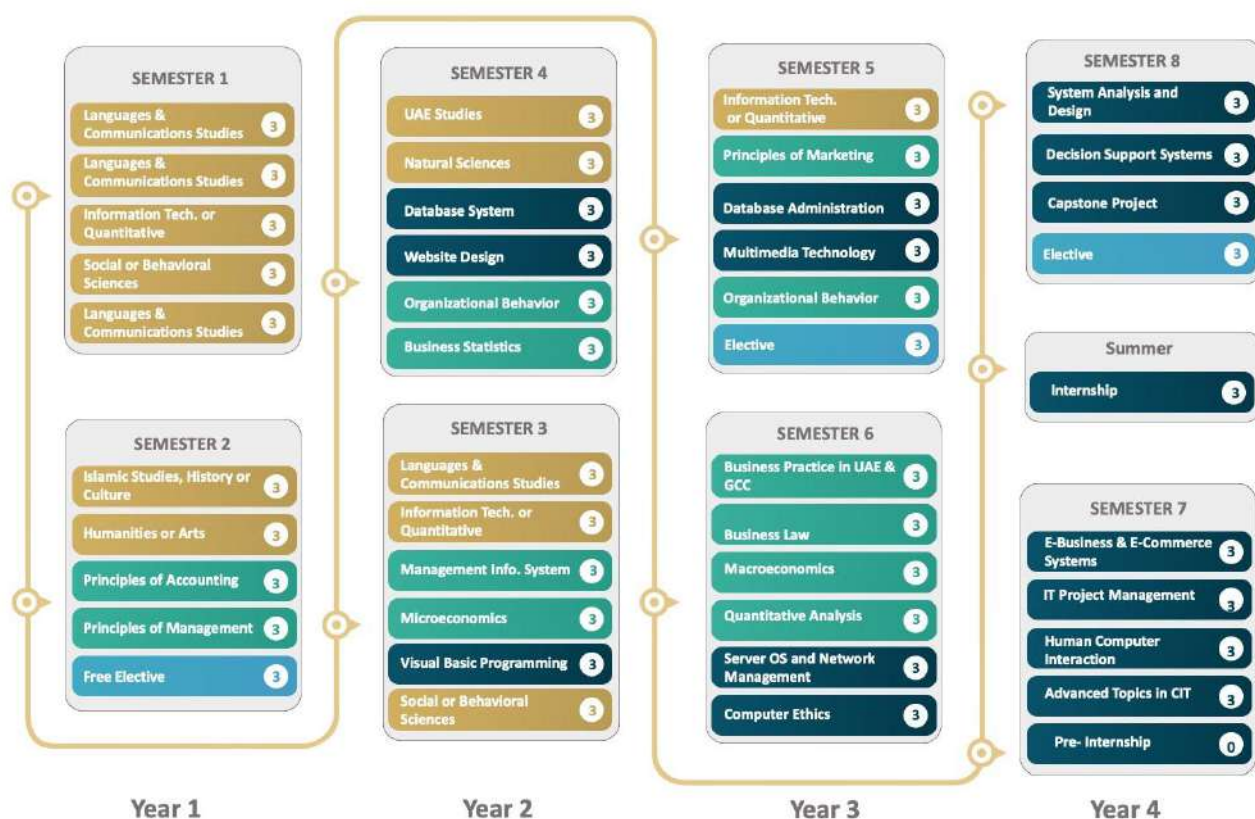 SEMESTER 1
Languages &
Communications Studies
3
Languages &
Communications Studies
3
Information Tech. or
Quantitative
3
Social or Behavioral
Sciences
3
Languages &
Communications Studies
3
SEMESTER 2
Islamic Studies, History or
Culture
3
Humanities or Arts
3
Principles of Accounting
3
Principles of Management
3
Free Elective
3
Year 1
SEMESTER 4
UAE Studies
3
Natural Sciences
3
Database System
3
Website Design
3
Organizational Behavior
3
Business Statistics
3
SEMESTER 3
Languages &
Communications Studies
3
Information Tech. or
Quantitative
3
Management Info. System
3
Microeconomics
3
Visual Basic Programming
3
Social or Behavioral
Sciences
3
Year 2
SEMESTER 5
Information Tech.
or Quantitative
3
Principles of Marketing
3
Database Administration
3
Multimedia Technology
3
Organizational Behavior
3
Elective
3
SEMESTER 6
Business Practice in UAE &
GCC
3
Business Law
3
Macroeconomics
3
Quantitative Analysis
3
Server OS and Network
Management
3
Computer Ethics
3
Year 3
SEMESTER 8
System Analysis and
Design
3
Decision Support Systems
3
Capstone Project
3
Elective
3
Summer
Internship
3
SEMESTER 7
E-Business & E-Commerce
Systems
3
IT Project Management
3
Human Computer
Interaction
3
Advanced Topics in CIT
3
Pre- Internship
0
Year 4